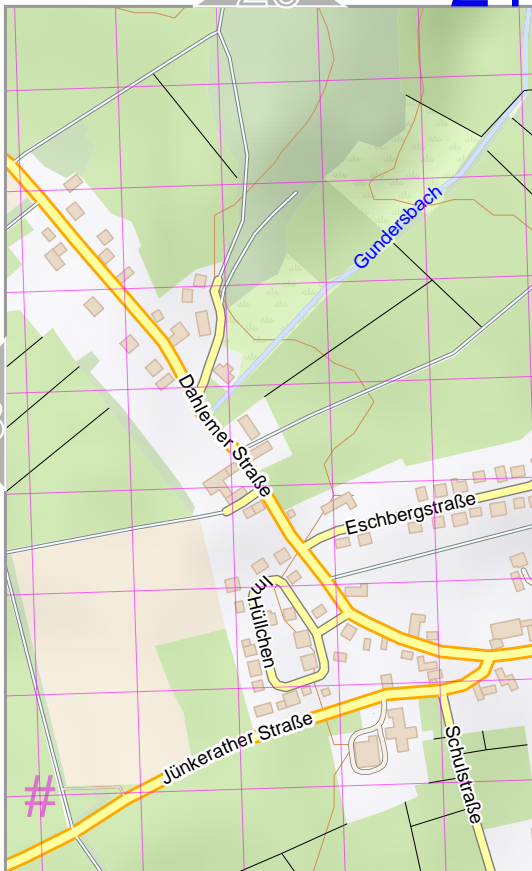 Gundersbach
Dahlemer Straße
Eschbergstraße
Im
Hüllchen
Jünkerather Straße
Schulstraße
#